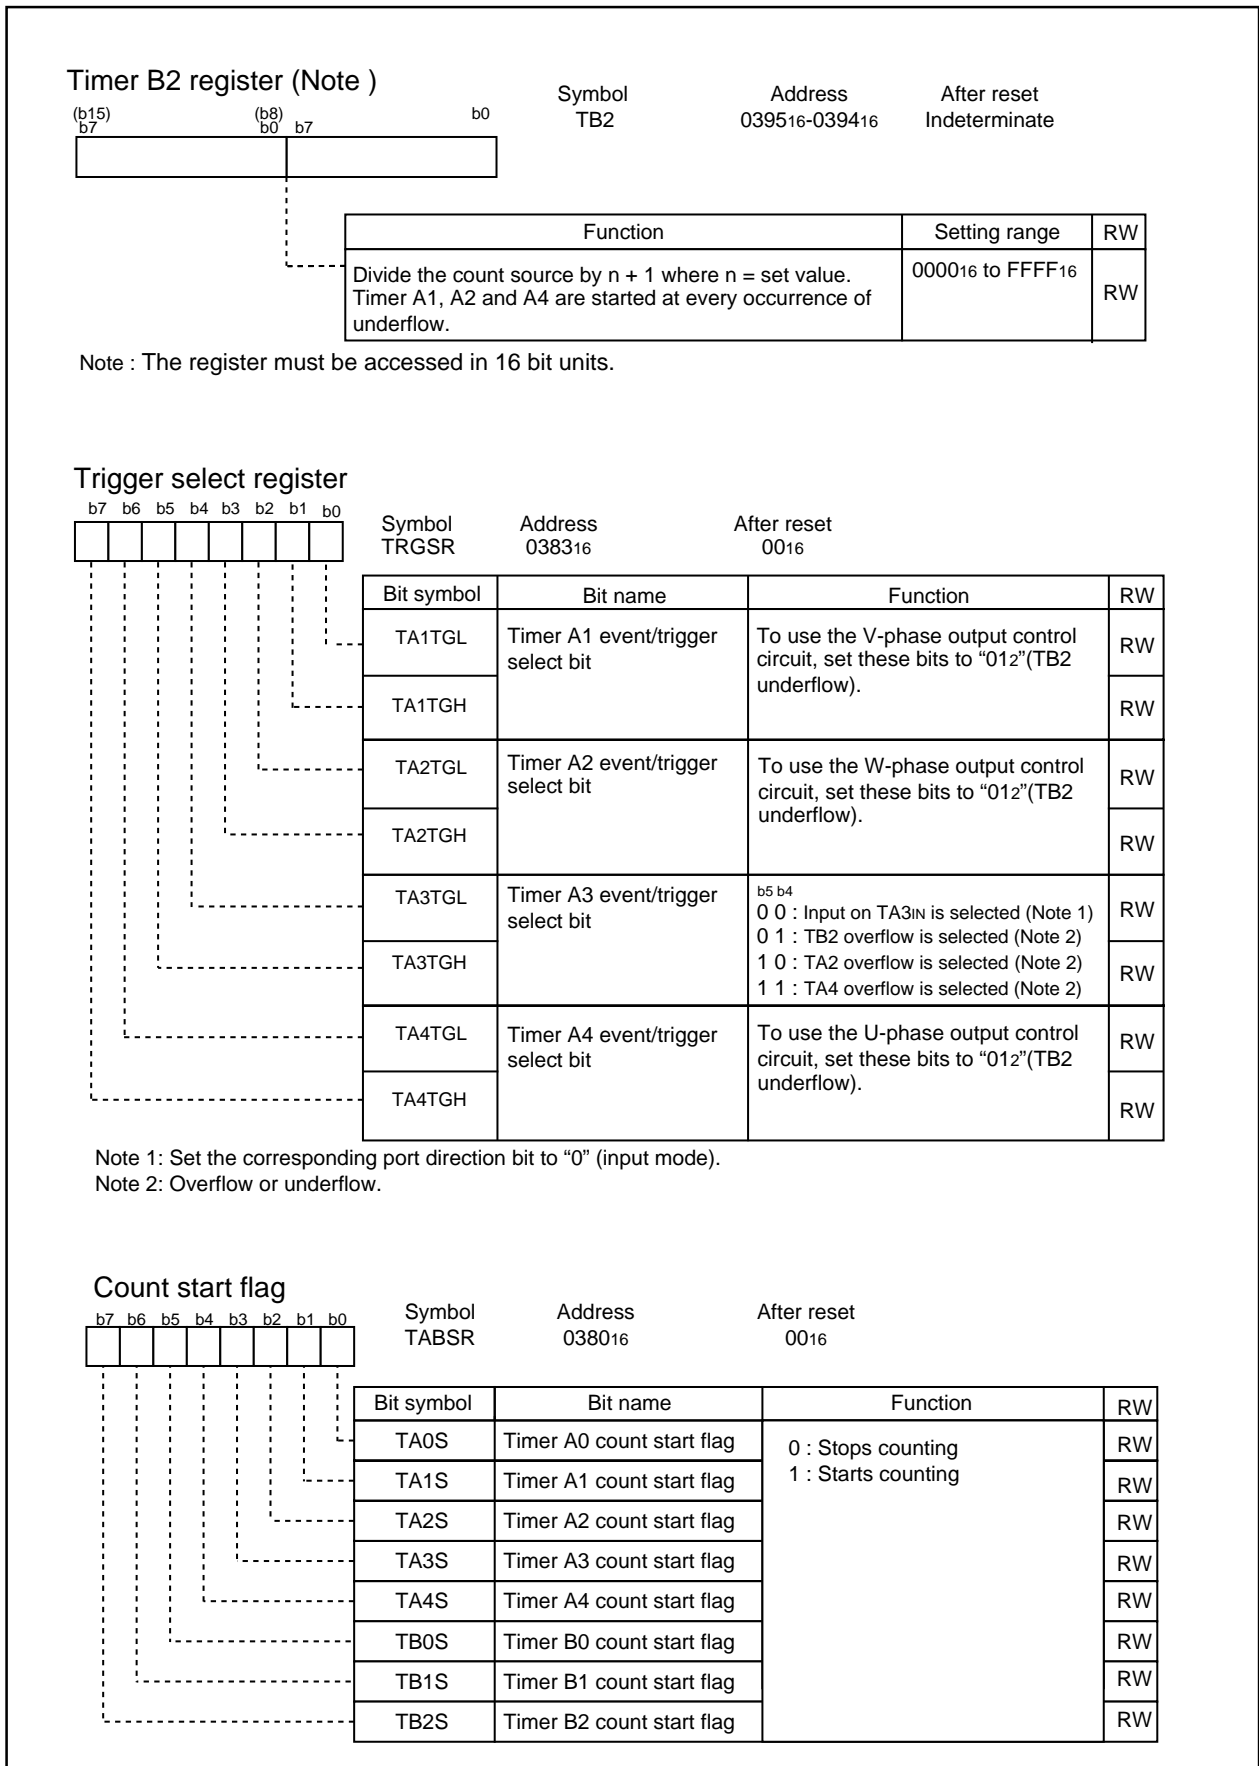 Timer B2 register (Note )
(b15) (b8)
b7 b0 b7 b0
Symbol Address After reset
TB2 039516-039416 Indeterminate
Function Setting range RW
Divide the count source by n + 1 where n = set value.
Timer A1, A2 and A4 are started at every occurrence of
underflow.
000016 to FFFF16
RW
Note : The register must be accessed in 16 bit units.
Trigger select register
b7 b6 b5 b4 b3 b2 b1 b0
Symbol Address After reset
TRGSR 038316 0016
Bit symbol Bit name Function RW
TA1TGL
Timer A1 event/trigger
select bit
To use the V-phase output control
circuit, set these bits to “012”(TB2
underflow).
RW
TA1TGH RW
TA2TGL
Timer A2 event/trigger
select bit
To use the W-phase output control
circuit, set these bits to “012”(TB2
underflow).
RW
TA2TGH RW
TA3TGL
Timer A3 event/trigger
select bit
b5 b4
0 0 : Input on TA3IN is selected (Note 1)
0 1 : TB2 overflow is selected (Note 2)
1 0 : TA2 overflow is selected (Note 2)
1 1 : TA4 overflow is selected (Note 2)
RW
TA3TGH RW
TA4TGL
Timer A4 event/trigger
select bit
To use the U-phase output control
circuit, set these bits to “012”(TB2
underflow).
RW
TA4TGH RW
Note 1: Set the corresponding port direction bit to “0” (input mode).
Note 2: Overflow or underflow.
Count start flag
b7 b6 b5 b4 b3 b2 b1 b0
Symbol Address After reset
TABSR 038016 0016
Bit symbol Bit name Function RW
TA0S Timer A0 count start flag 0 : Stops counting RW
TA1S Timer A1 count start flag 1 : Starts counting RW
TA2S Timer A2 count start flag RW
TA3S Timer A3 count start flag RW
TA4S Timer A4 count start flag RW
TB0S Timer B0 count start flag RW
TB1S Timer B1 count start flag RW
TB2S Timer B2 count start flag RW